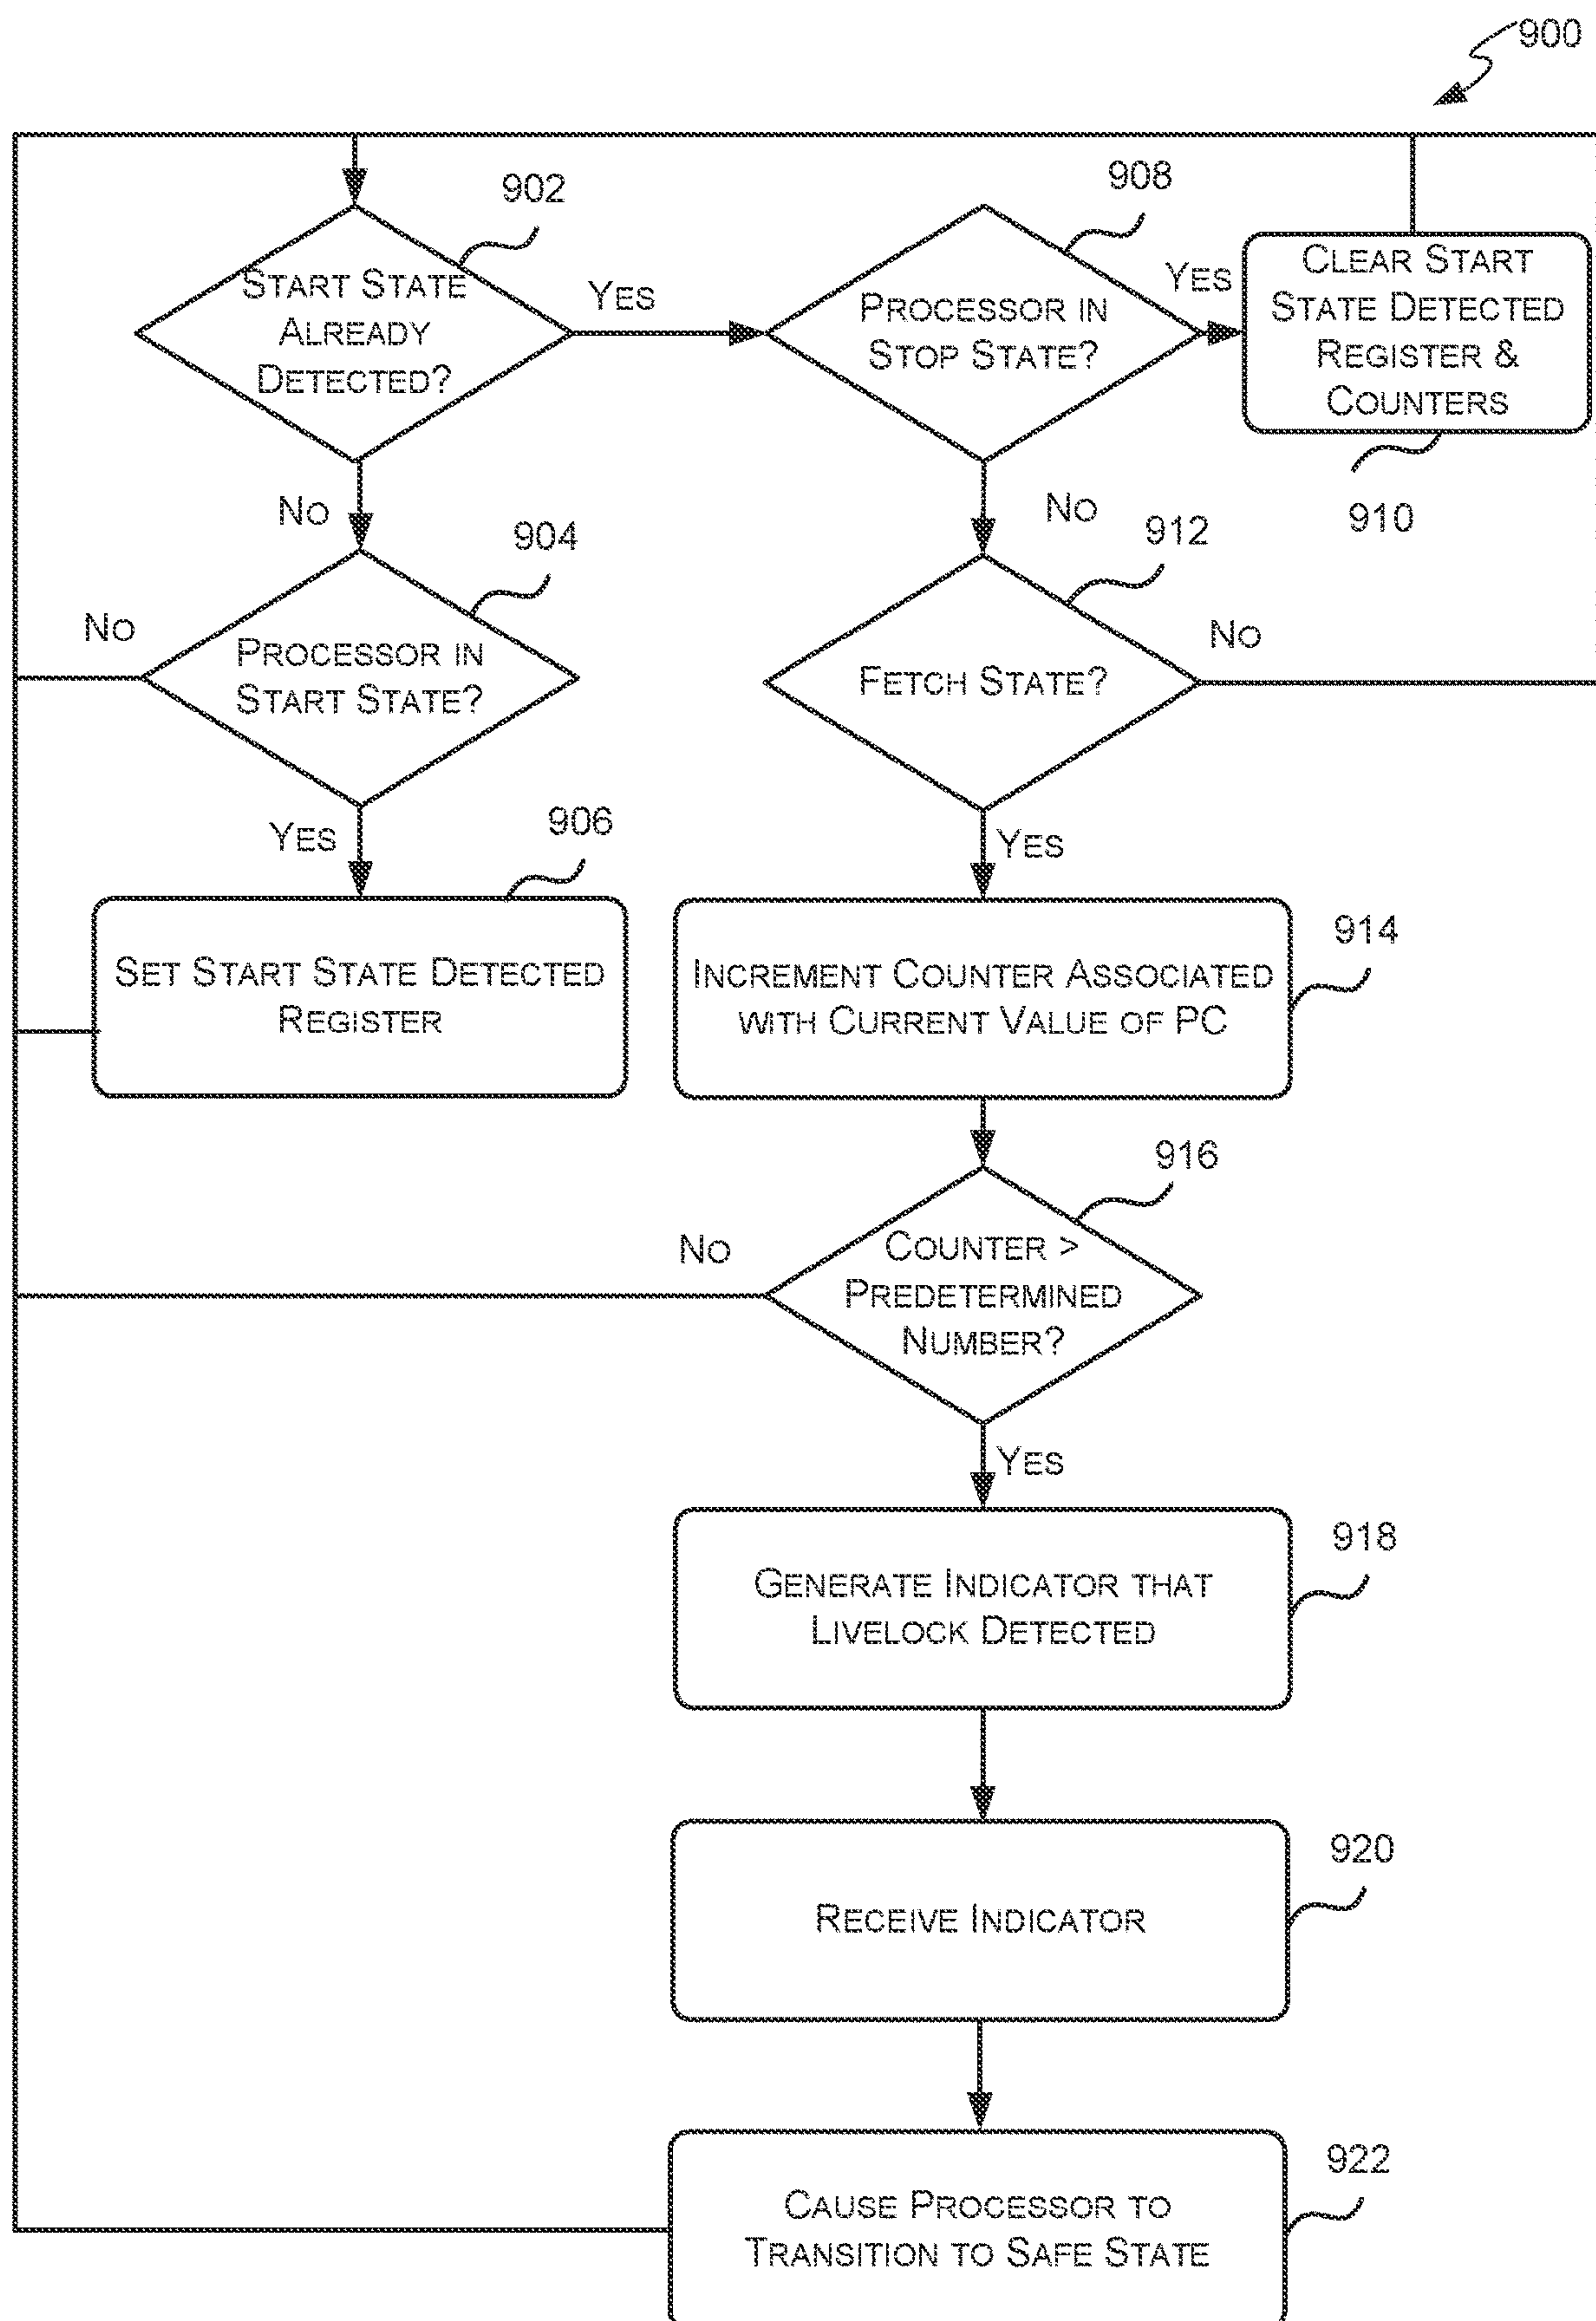 900
902
908
START STATE
ALREADY
DETECTED?
YES
PROCESSOR IN
STOP STATE?
YES
CLEAR START
STATE DETECTED
REGISTER &
COUNTERS
910
NO
904
NO
912
NO
PROCESSOR IN
START STATE?
FETCH STATE?
NO
YES
906
YES
SET START STATE DETECTED
REGISTER
INCREMENT COUNTER ASSOCIATED
WITH CURRENT VALUE OF PC
914
916
NO
COUNTER >
PREDETERMINED
NUMBER?
YES
GENERATE INDICATOR THAT
LIVELOCK DETECTED
918
RECEIVE INDICATOR
920
CAUSE PROCESSOR TO
TRANSITION TO SAFE STATE
922